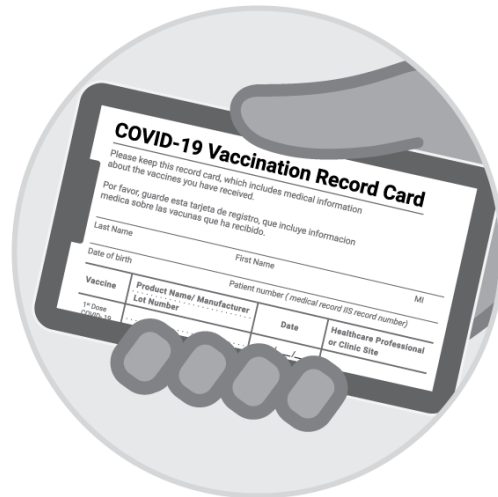 COVID-19 Vaccination Record Card
Please keep this record card, which includes medical information
about the vaccines you have received.
Por favor, guarde esta tarjeta de registro, que incluye informacion
medica sobre las vacunas que ha recibido.
Last Name First Name MI
Date of birth Patient number ( medical record IIS record number)
Vaccine Product Name/ Manufacturer Date Healthcare Professional
Lot Number or Clinic Site
1st Dose
COVID-19